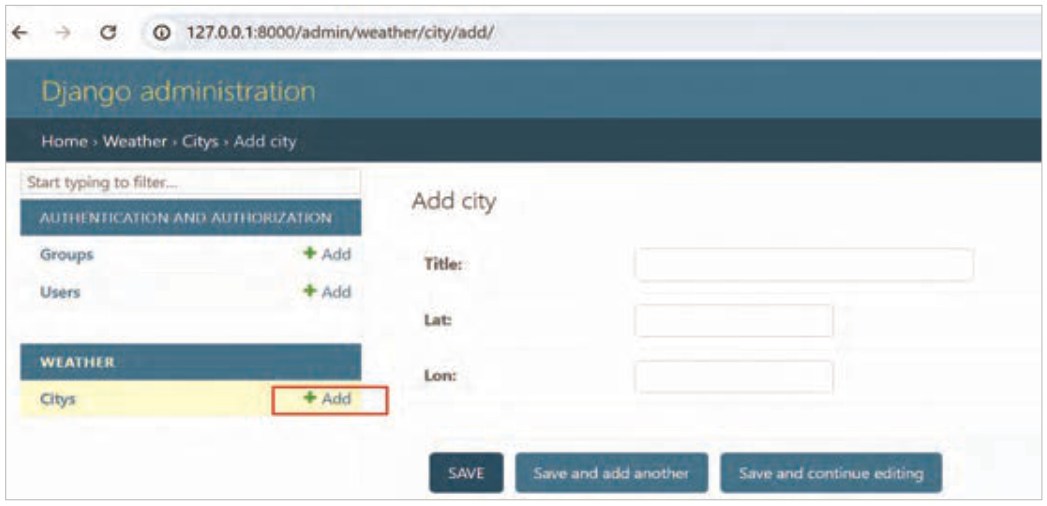 127.0.0.1:8000/admin/weather/city/add/
Django administration
Home › Weather › Citys › Add city
Start typing to filter...
AUTHENTICATION AND AUTHORIZATION
Groups + Add
Users + Add
WEATHER
Citys + Add
Add city
Title:
Lat:
Lon:
SAVE Save and add another Save and continue editing